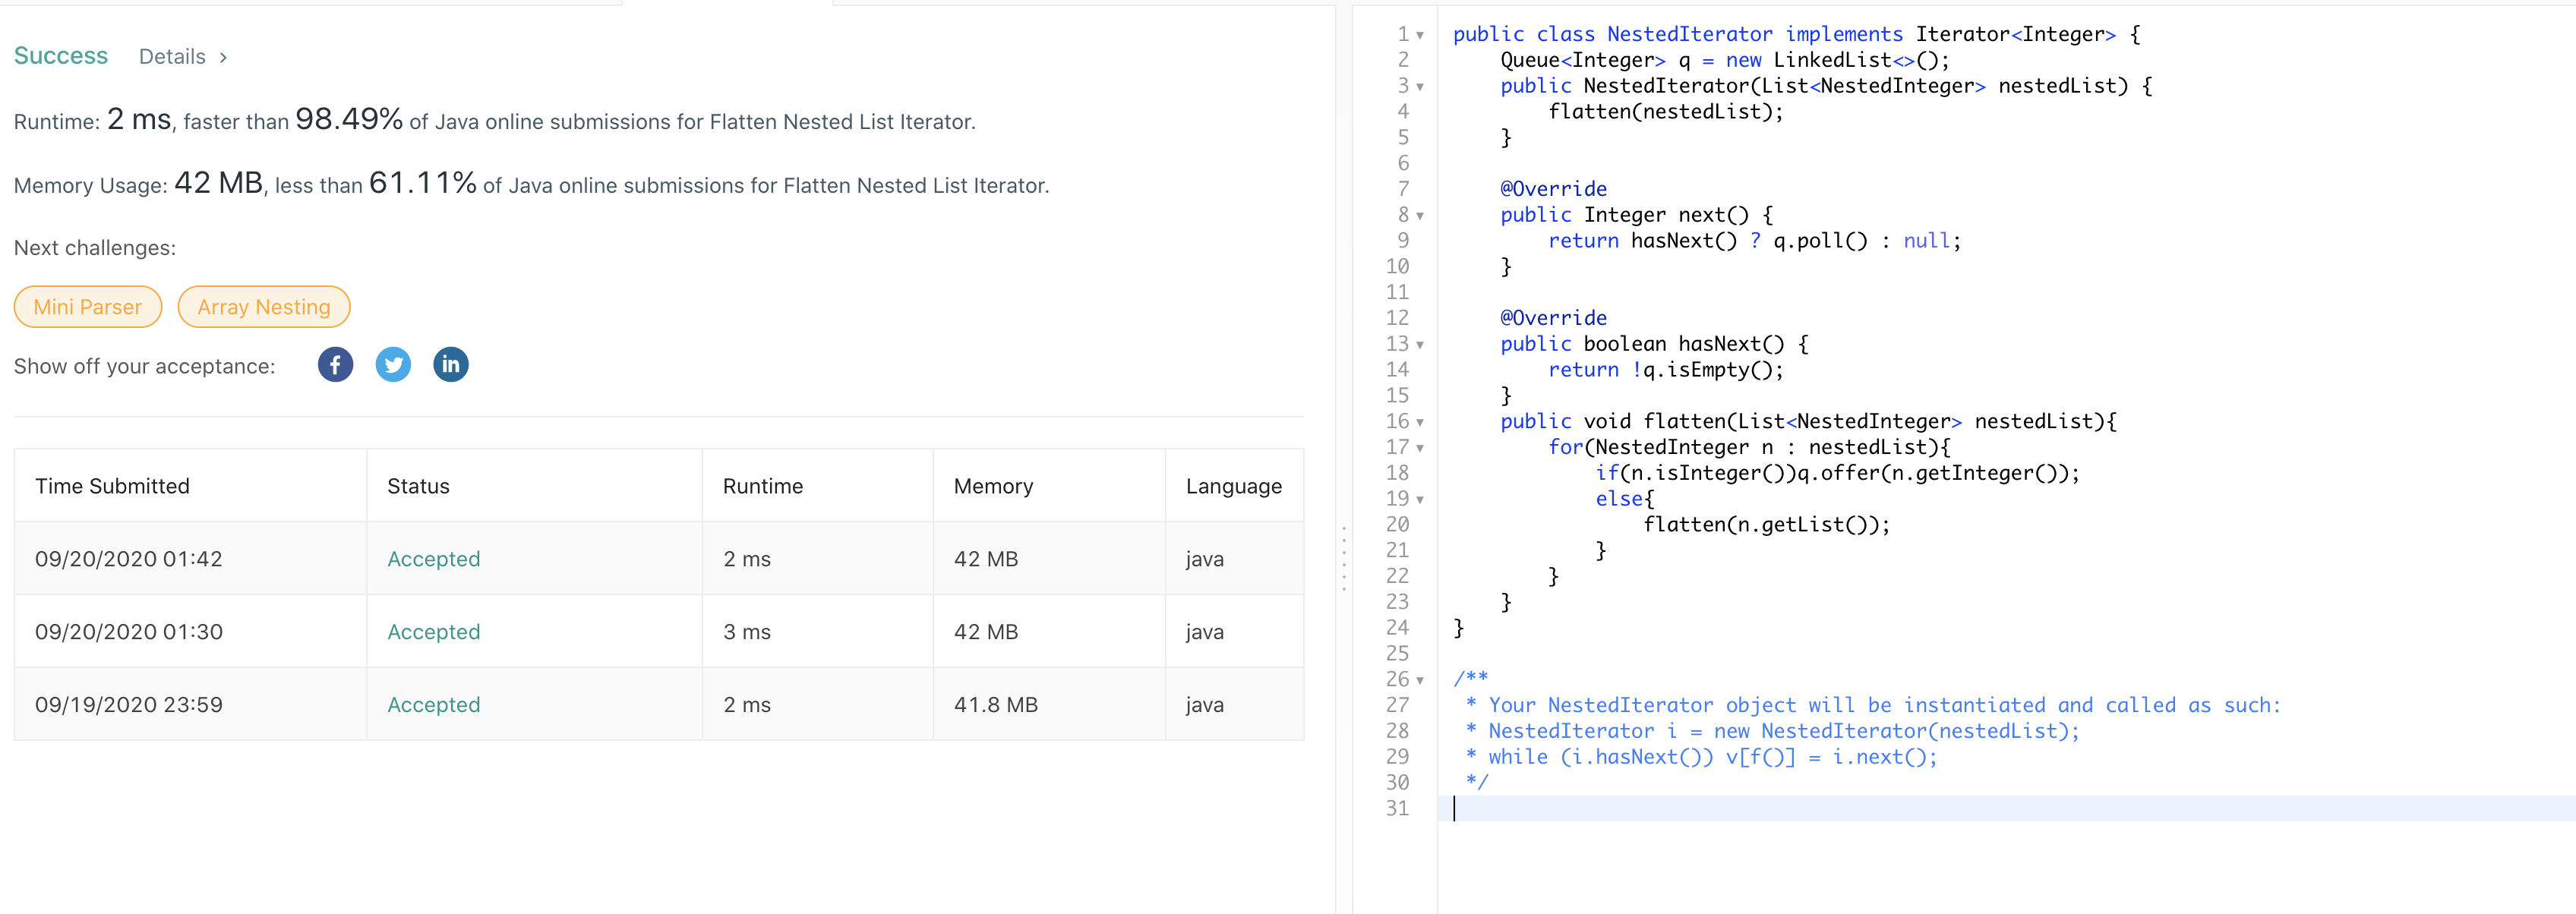 Success Details >
Runtime: 2 ms, faster than 98.49% of Java online submissions for Flatten Nested List Iterator.
Memory Usage: 42 MB, less than 61.11% of Java online submissions for Flatten Nested List Iterator.
Next challenges:
Mini Parser Array Nesting
Show off your acceptance: f in
Time Submitted Status Runtime Memory Language
09/20/2020 01:42 Accepted 2 ms 42 MB java
09/20/2020 01:30 Accepted 3 ms 42 MB java
09/19/2020 23:59 Accepted 2 ms 41.8 MB java
1 public class NestedIterator implements Iterator<Integer> {
2     Queue<Integer> q = new LinkedList<>();
3     public NestedIterator(List<NestedInteger> nestedList) {
4         flatten(nestedList);
5     }
6
7     @Override
8     public Integer next() {
9         return hasNext() ? q.poll() : null;
10     }
11
12     @Override
13     public boolean hasNext() {
14         return !q.isEmpty();
15     }
16     public void flatten(List<NestedInteger> nestedList){
17         for(NestedInteger n : nestedList){
18             if(n.isInteger())q.offer(n.getInteger());
19             else{
20                 flatten(n.getList());
21             }
22         }
23     }
24 }
25
26 /**
27  * Your NestedIterator object will be instantiated and called as such:
28  * NestedIterator i = new NestedIterator(nestedList);
29  * while (i.hasNext()) v[f()] = i.next();
30  */
31